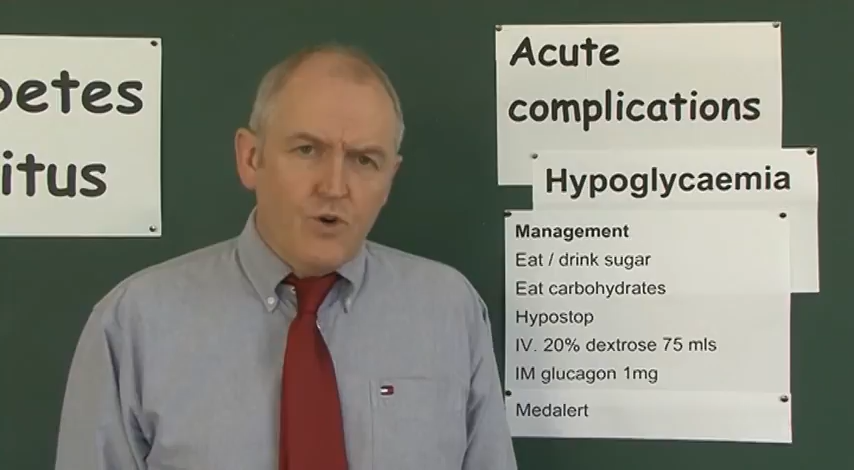 betes
itus
Acute
complications
Hypoglycaemia
Management
Eat / drink sugar
Eat carbohydrates
Hypostop
IV. 20% dextrose 75 mls
IM glucagon 1mg
Medalert